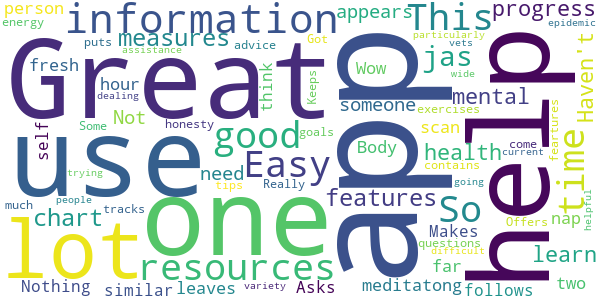 person
energy
information
puts
measures
assistance
advice
Got
appears
This
particularly
vets
progress
epidemic
Great
fresh
hour
dealing
think
Keeps
Wow
jas
wide
someone
mental
Haven't
Not
Some
honesty
goals
exercises
self
use
good
app
help
Body
scan
current
come
time
feartures
trying
Easy
need
tips
Really
health
contains
going
one
features
So
Offers
nap
helpful
much
people
chart
tracks
Makes
questions
difficult
lot
resources
meditatong
far
learn
Nothing
similar
leaves
variety
Asks
follows
two